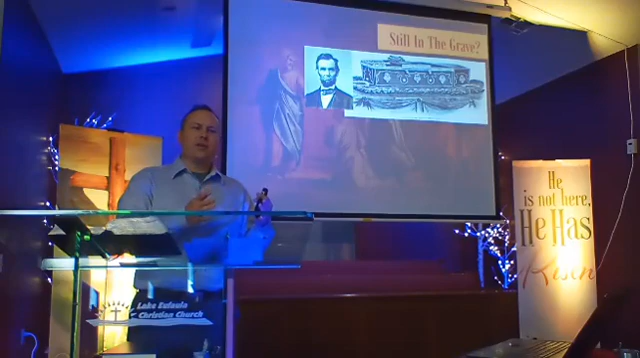 Still In The Grave?
He
is not here,
He Has
Risen
Lake Eufaula
Christian Church